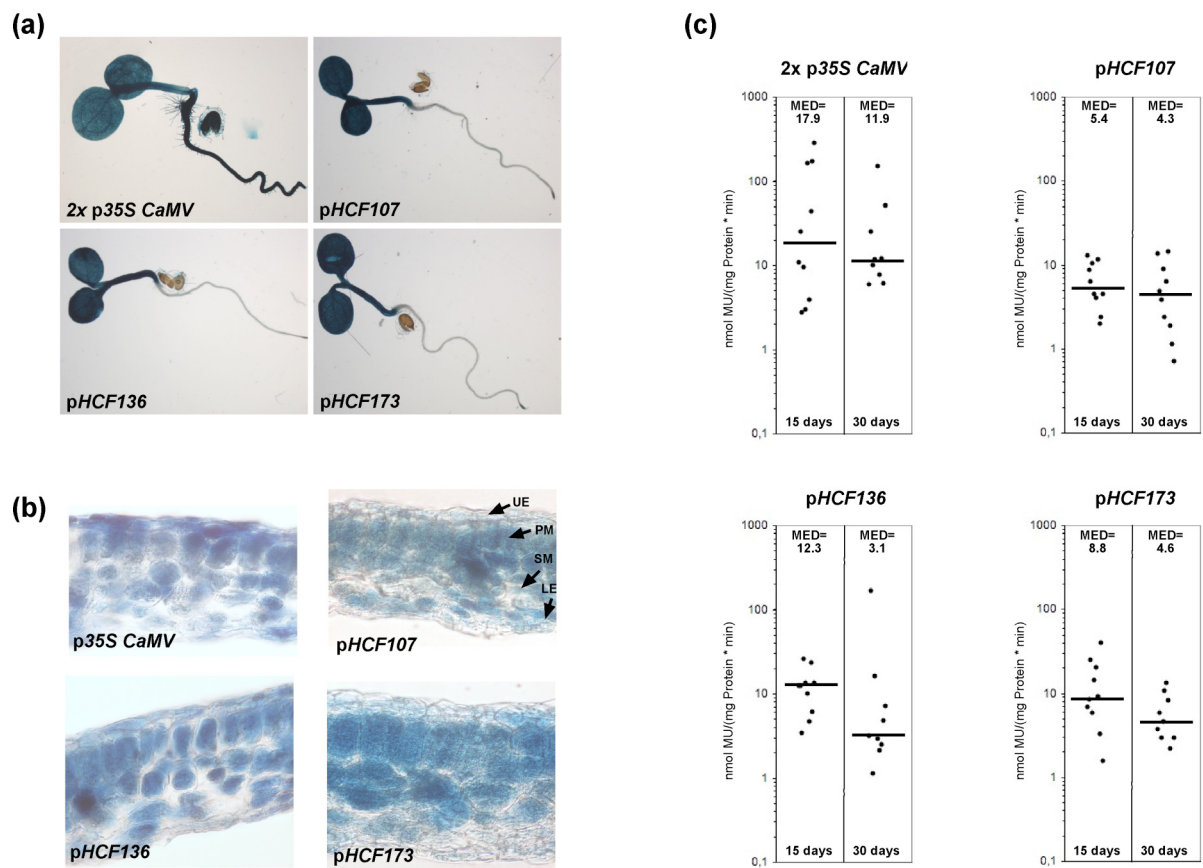 (a)
2x p35S CaMV
pHCF107
pHCF136
pHCF173
(b)
p35S CaMV
UE
PM
SM
LE
pHCF107
pHCF136
pHCF173
(c)
2x p35S CaMV
nmol MU/(mg Protein * min)
1000
100
10
1
0,1
MED=
17.9
MED=
11.9
15 days
30 days
pHCF107
nmol MU/(mg Protein * min)
1000
100
10
1
0,1
MED=
5.4
MED=
4.3
15 days
30 days
pHCF136
nmol MU/(mg Protein * min)
1000
100
10
1
0,1
MED=
12.3
MED=
3.1
15 days
30 days
pHCF173
nmol MU/(mg Protein * min)
1000
100
10
1
0,1
MED=
8.8
MED=
4.6
15 days
30 days